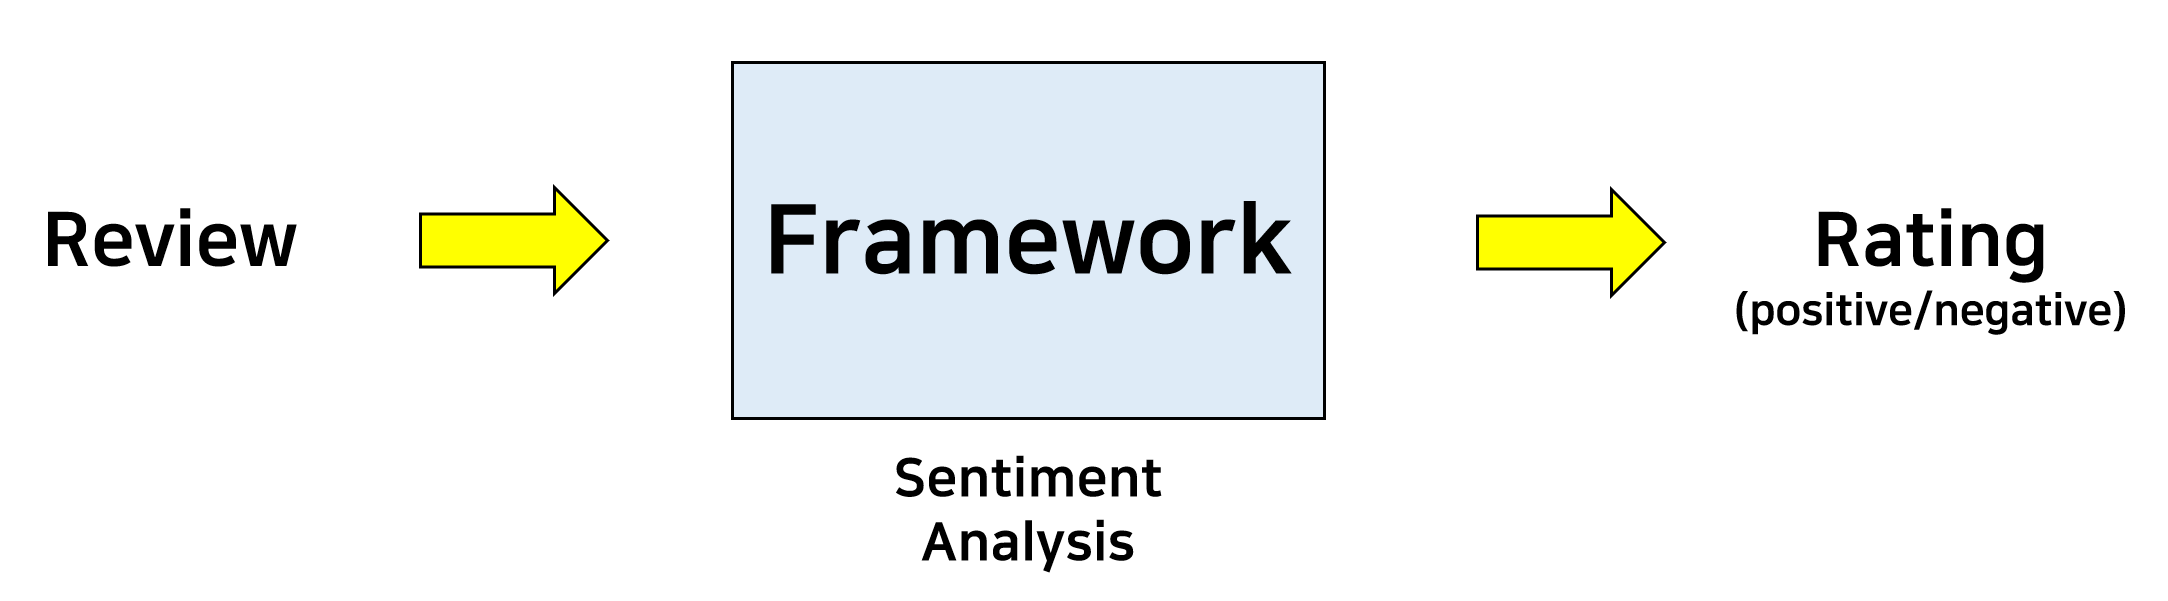 Review
Framework
Rating
(positive/negative)
Sentiment
Analysis